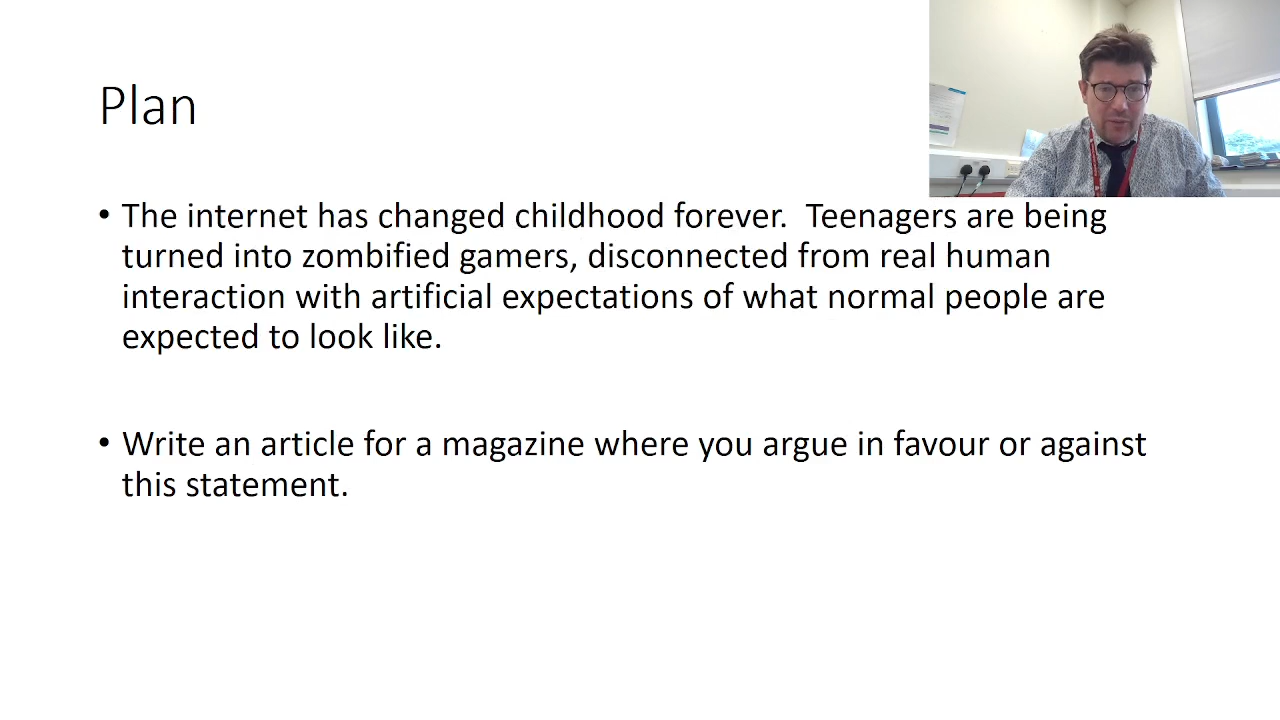 Plan
• The internet has changed childhood forever.  Teenagers are being
turned into zombified gamers, disconnected from real human
interaction with artificial expectations of what normal people are
expected to look like.
• Write an article for a magazine where you argue in favour or against
this statement.